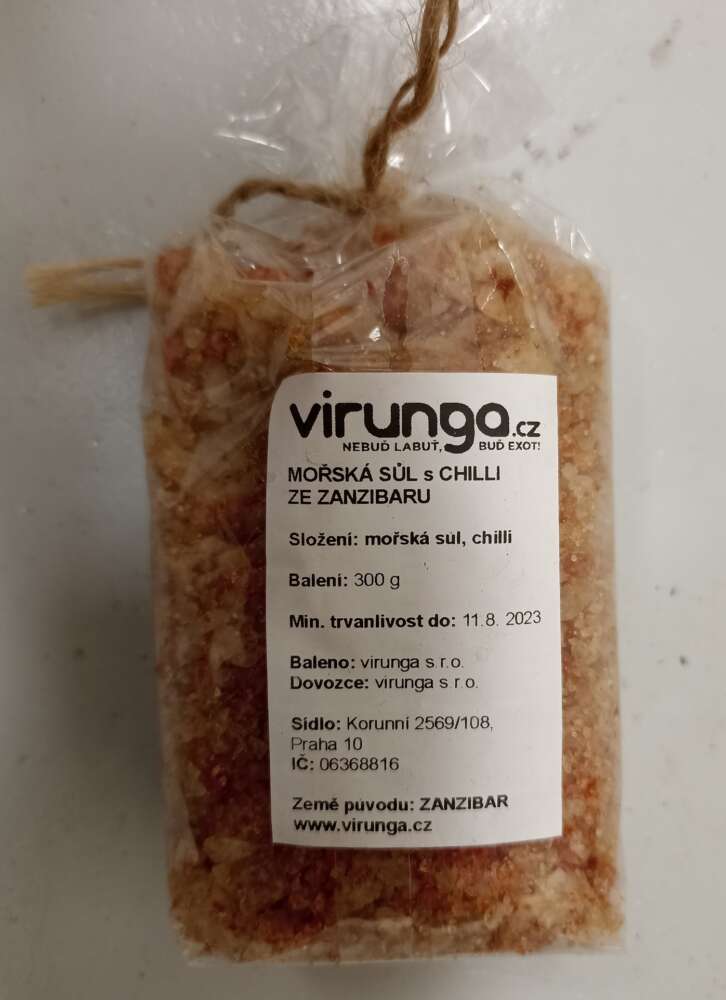 virunga.cz
NEBUĎ LABUŤ, BUĎ EXOT!
MOŘSKÁ SŮL s CHILLI
ZE ZANZIBARU
Složení: mořská sůl, chilli
Balení: 300 g
Min. trvanlivost do: 11.8. 2023
Baleno: virunga s.r.o.
Dovozce: virunga s.r.o.
Sídlo: Korunní 2569/108,
Praha 10
IČ: 06368816
Země původu: ZANZIBAR
www.virunga.cz